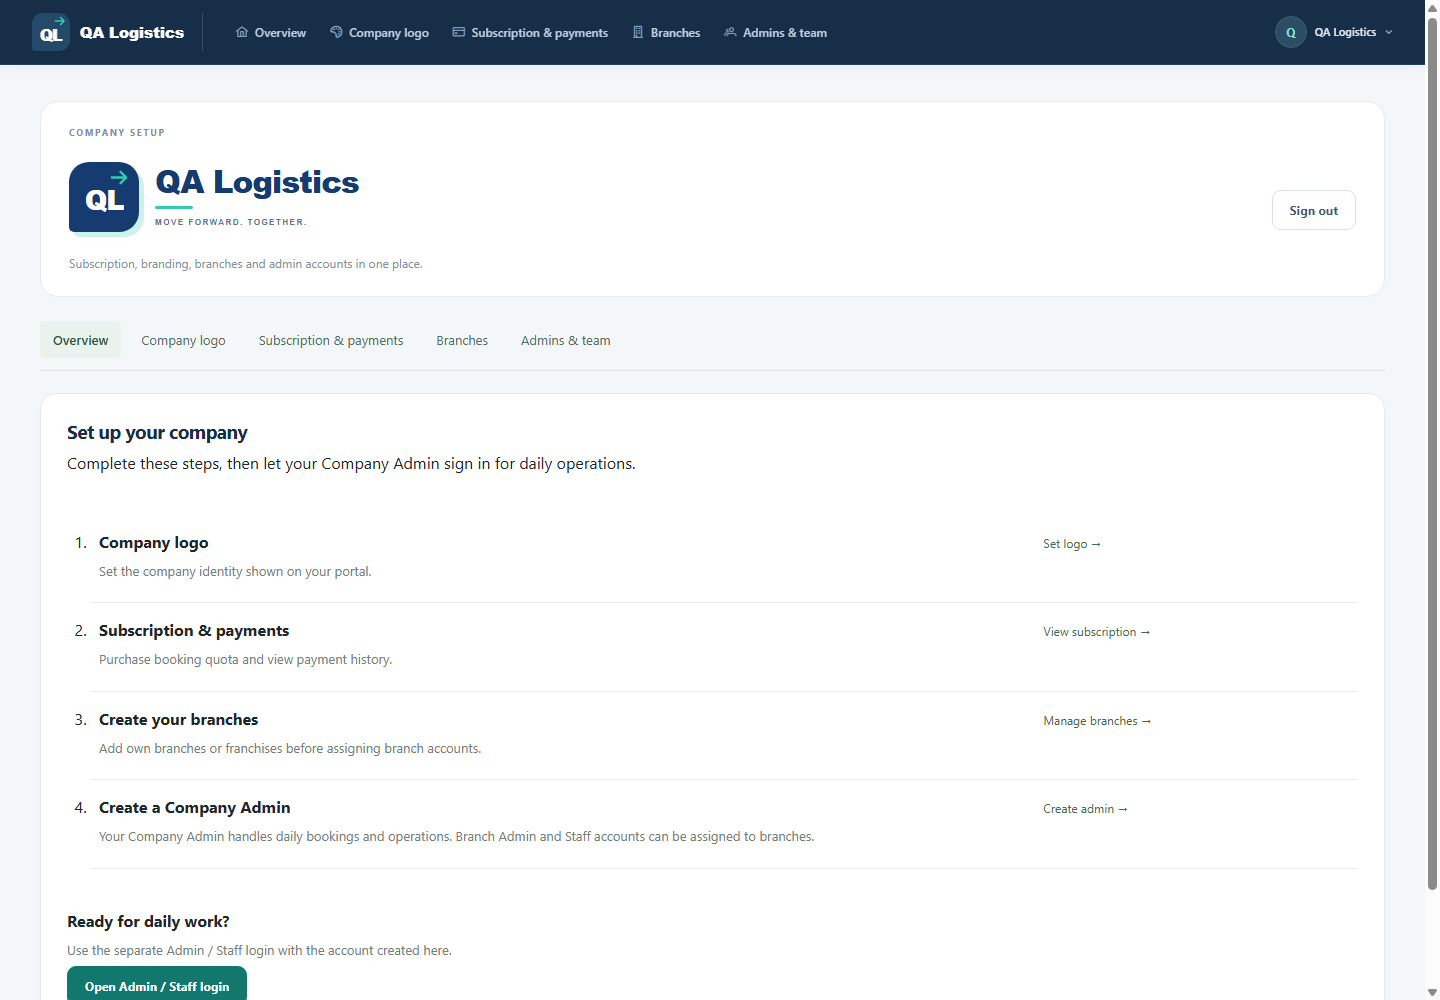 QL QA Logistics Overview Company logo Subscription & payments Branches Admins & team Q QA Logistics
COMPANY SETUP
QL QA Logistics
MOVE FORWARD. TOGETHER.
Sign out
Subscription, branding, branches and admin accounts in one place.
Overview Company logo Subscription & payments Branches Admins & team
Set up your company
Complete these steps, then let your Company Admin sign in for daily operations.
1. Company logo Set logo →
Set the company identity shown on your portal.
2. Subscription & payments View subscription →
Purchase booking quota and view payment history.
3. Create your branches Manage branches →
Add own branches or franchises before assigning branch accounts.
4. Create a Company Admin Create admin →
Your Company Admin handles daily bookings and operations. Branch Admin and Staff accounts can be assigned to branches.
Ready for daily work?
Use the separate Admin / Staff login with the account created here.
Open Admin / Staff login